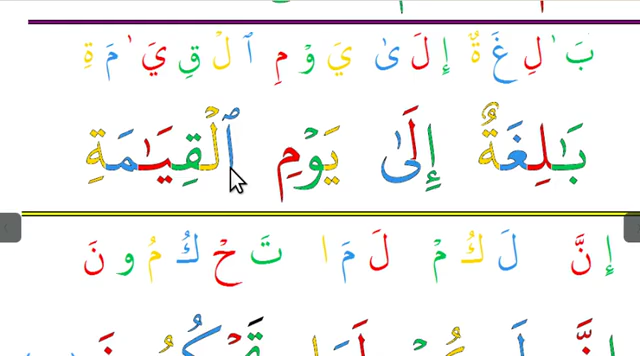 بَ ٰ لِ غَ ةٌ إِ لَ ىٰ يَ وْ مِ ٱ لْ قِ يَ ٰ مَ ةِ
بَـٰلِغَةٌ إِلَىٰ يَوْمِ ٱلْقِيَـٰمَةِ
إِ نَّ لَ كُ مْ لَ مَ ا تَ حْ كُ مُ و نَ